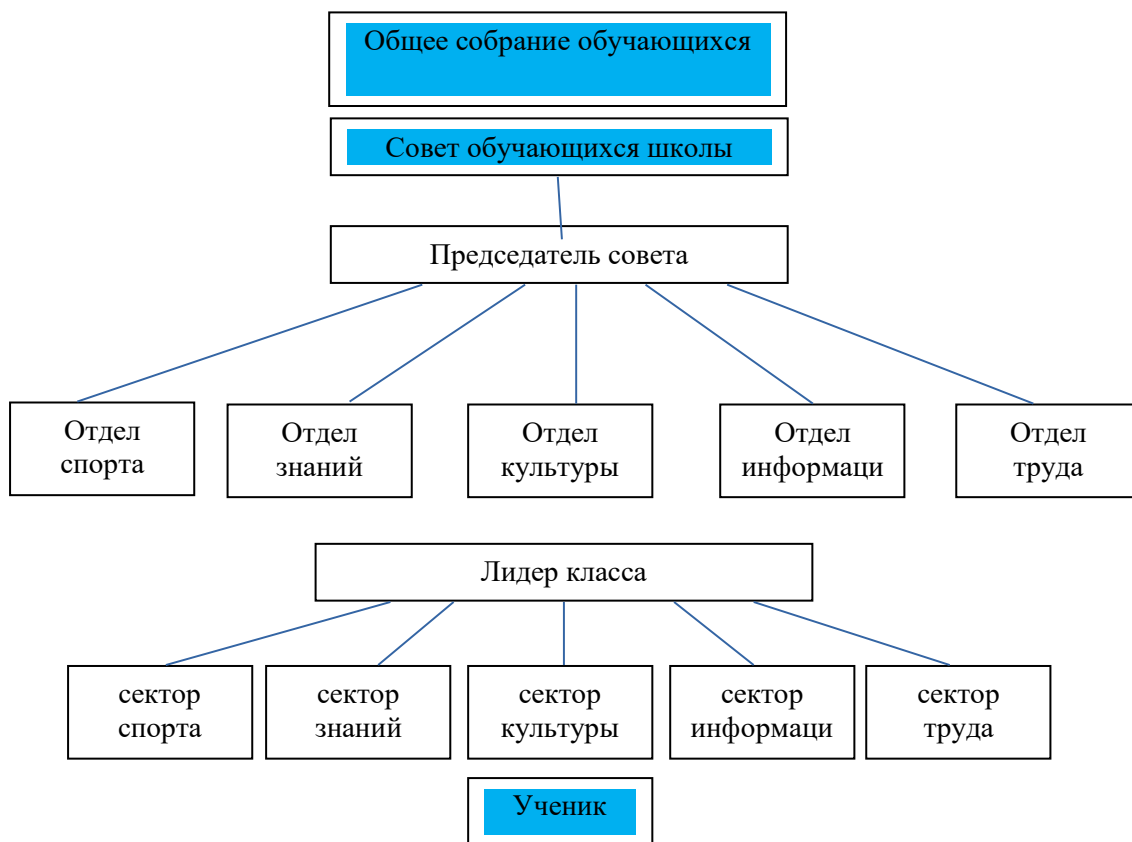 Общее собрание обучающихся
Совет обучающихся школы
Председатель совета
Отдел
спорта
Отдел
знаний
Отдел
культуры
Отдел
информаци
Отдел
труда
Лидер класса
сектор
спорта
сектор
знаний
сектор
культуры
сектор
информаци
сектор
труда
Ученик